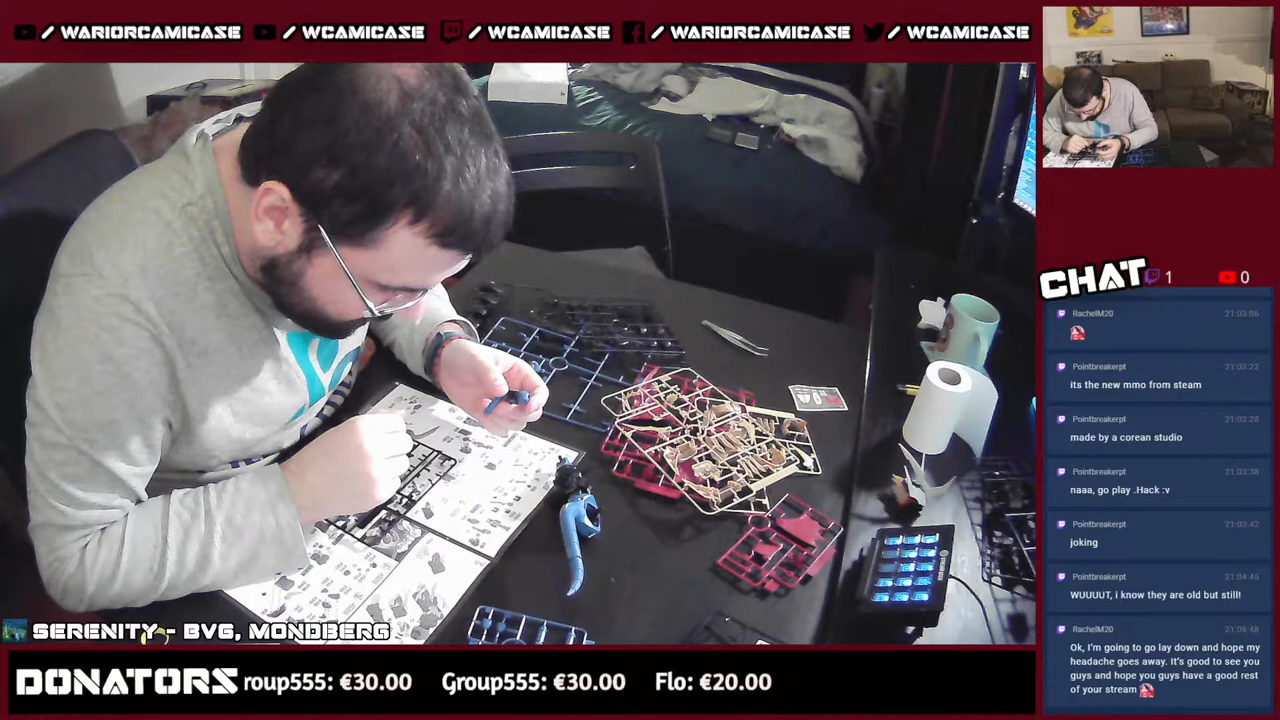 / WARIORCAMICASE / WCAMICASE / WCAMICASE / WARIORCAMICASE / WCAMICASE
CHAT 1 0
RachelM20 21:03:06
Pointbreakerpt 21:03:22
its the new mmo from steam
Pointbreakerpt 21:03:28
made by a corean studio
Pointbreakerpt 21:03:38
naaa, go play .Hack :v
Pointbreakerpt 21:03:42
joking
Pointbreakerpt 21:04:45
WUUUUT, i know they are old but still!
RachelM20 21:06:48
Ok, I'm going to go lay down and hope my
headache goes away. It's good to see you
guys and hope you guys have a good rest
of your stream
SERENITY - BVG, MONDBERG
DONATORS roup555: €30.00 Group555: €30.00 Flo: €20.00